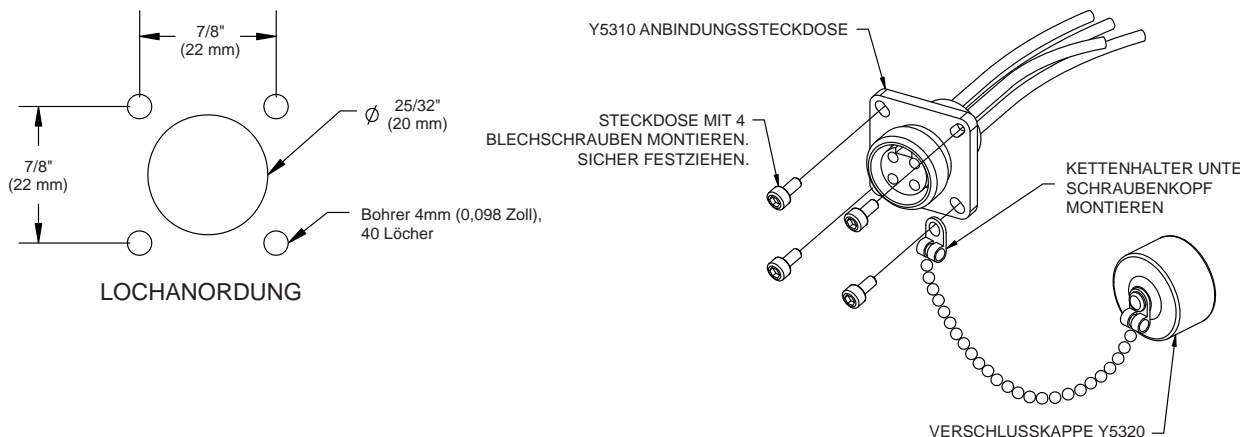 7/8"
(22 mm)
7/8"
(22 mm)
25/32"
(20 mm)
Bohrer 4mm (0,098 Zoll),
40 Löcher
LOCHANORDUNG
Y5310 ANBINDUNGSSTECKDOSE
STECKDOSE MIT 4
BLECHSCHRAUBEN MONTIEREN.
SICHER FESTZIEHEN.
KETTENHALTER UNTE
SCHRAUBENKOPF
MONTIEREN
VERSCHLUSSKAPPE Y5320